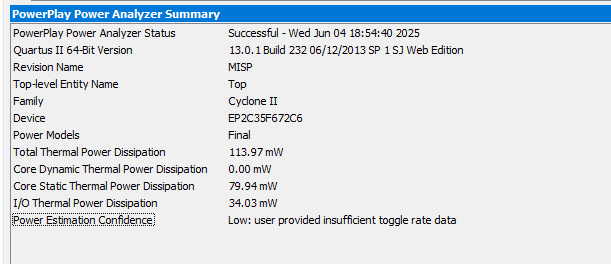 PowerPlay Power Analyzer Summary
PowerPlay Power Analyzer Status Successful - Wed Jun 04 18:54:40 2025
Quartus II 64-Bit Version 13.0.1 Build 232 06/12/2013 SP 1 SJ Web Edition
Revision Name MISP
Top-level Entity Name Top
Family Cyclone II
Device EP2C35F672C6
Power Models Final
Total Thermal Power Dissipation 113.97 mW
Core Dynamic Thermal Power Dissipation 0.00 mW
Core Static Thermal Power Dissipation 79.94 mW
I/O Thermal Power Dissipation 34.03 mW
Power Estimation Confidence Low: user provided insufficient toggle rate data